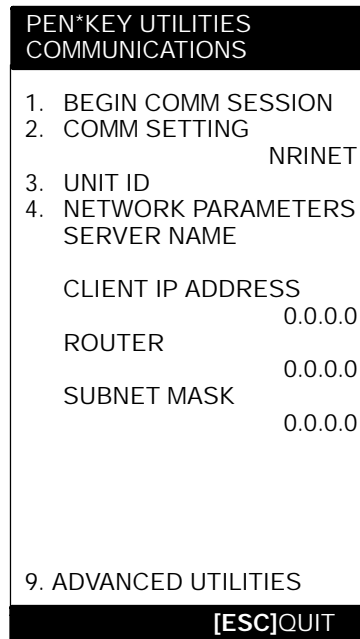 PEN*KEY UTILITIES
COMMUNICATIONS
1. BEGIN COMM SESSION
2. COMM SETTING
NRINET
3. UNIT ID
4. NETWORK PARAMETERS
SERVER NAME
CLIENT IP ADDRESS
0.0.0.0
ROUTER
0.0.0.0
SUBNET MASK
0.0.0.0
9. ADVANCED UTILITIES
[ESC]QUIT